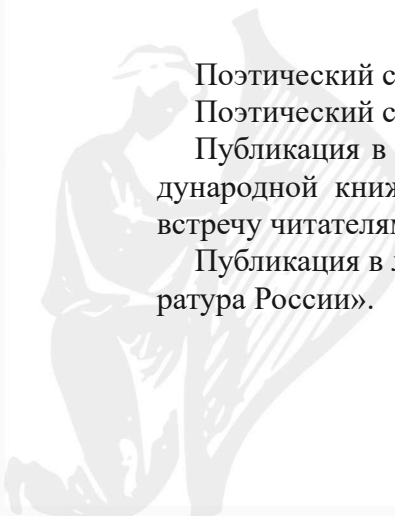 Поэтический
Поэтический
Публикация в
дународной книж
встречу читателям
Публикация в
ратура России».